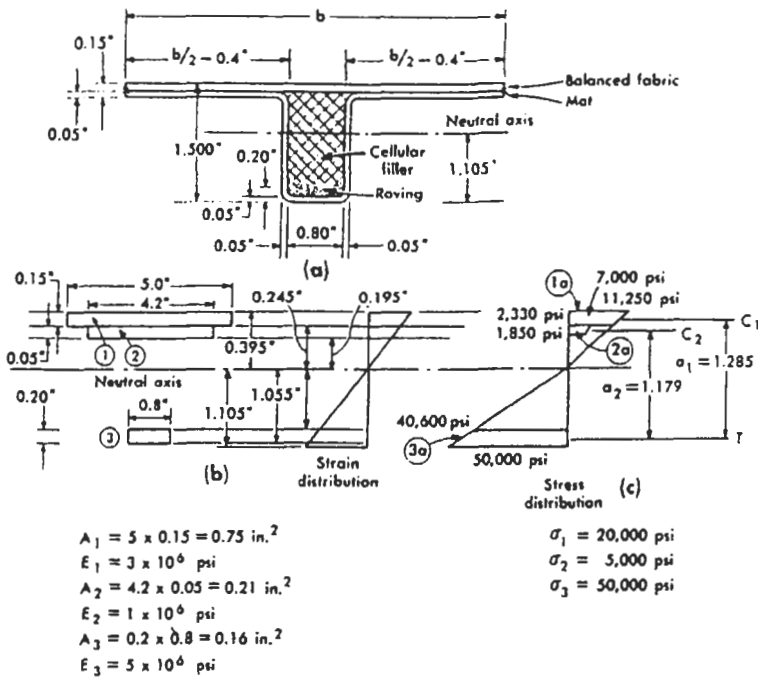 b
0.15"
b/2 – 0.4"
b/2 – 0.4"
Balanced fabric
Mat
0.05"
Neutral axis
1.500"
0.20"
Cellular
filler
1.105"
Roving
0.05"
0.05"
0.80"
0.05"
(a)
5.0"
4.2"
0.15"
0.245"
0.195"
1a
7,000 psi
11,250 psi
2,330 psi
1,850 psi
C1
C2
1
2
0.395"
2a
0.05"
a1 = 1.285
a2 = 1.179
Neutral axis
0.20"
0.8"
1.105"
1.055"
3
40,600 psi
3a
T
(b)
50,000 psi
Strain
distribution
Stress
distribution
(c)
A1 = 5 x 0.15 = 0.75 in.2
E1 = 3 x 106 psi
A2 = 4.2 x 0.05 = 0.21 in.2
E2 = 1 x 106 psi
A3 = 0.2 x 0.8 = 0.16 in.2
E3 = 5 x 106 psi
σ1 = 20,000 psi
σ2 = 5,000 psi
σ3 = 50,000 psi